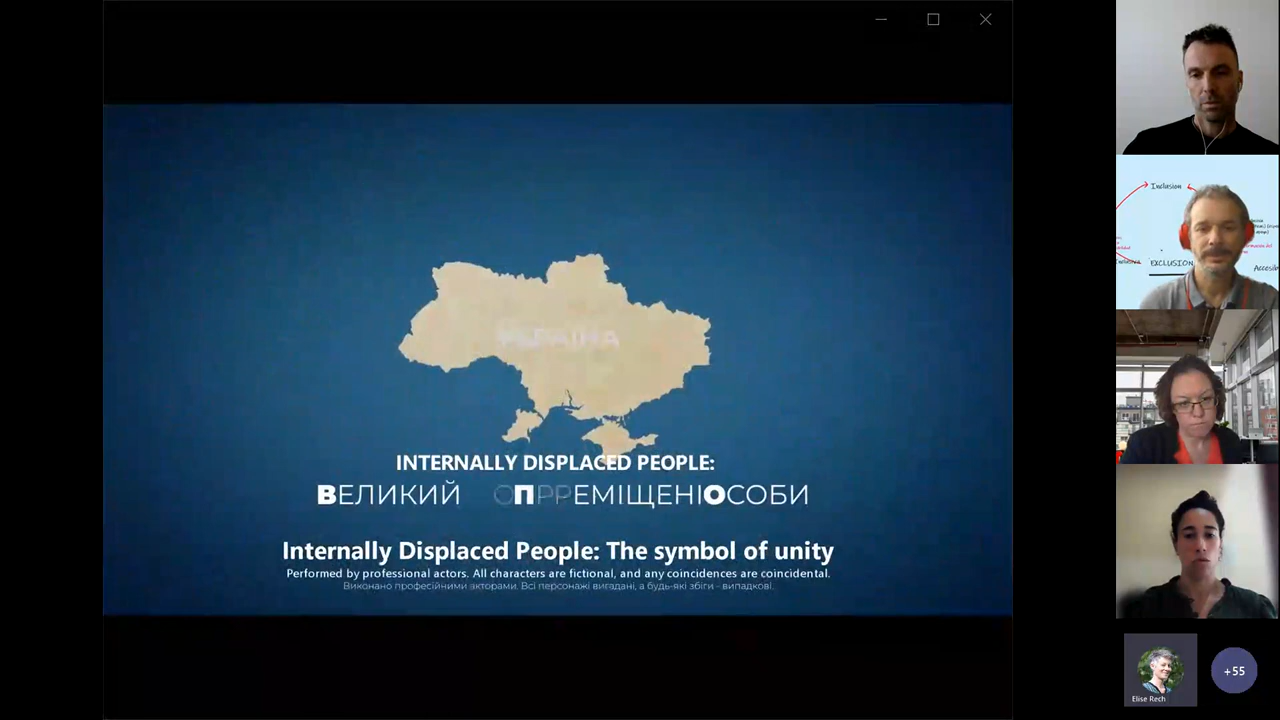 УКРАЇНА
INTERNALLY DISPLACED PEOPLE:
ВЕЛИКИЙ
ОСОБИ
Internally Displaced People: The symbol of unity
Performed by professional actors. All characters are fictional, and any coincidences are coincidental.
Виконано професійними акторами. Всі персонажі вигадані, а будь-які збіги - випадкові.
Inclusion
EXCLUSION
Elise Rech
+55